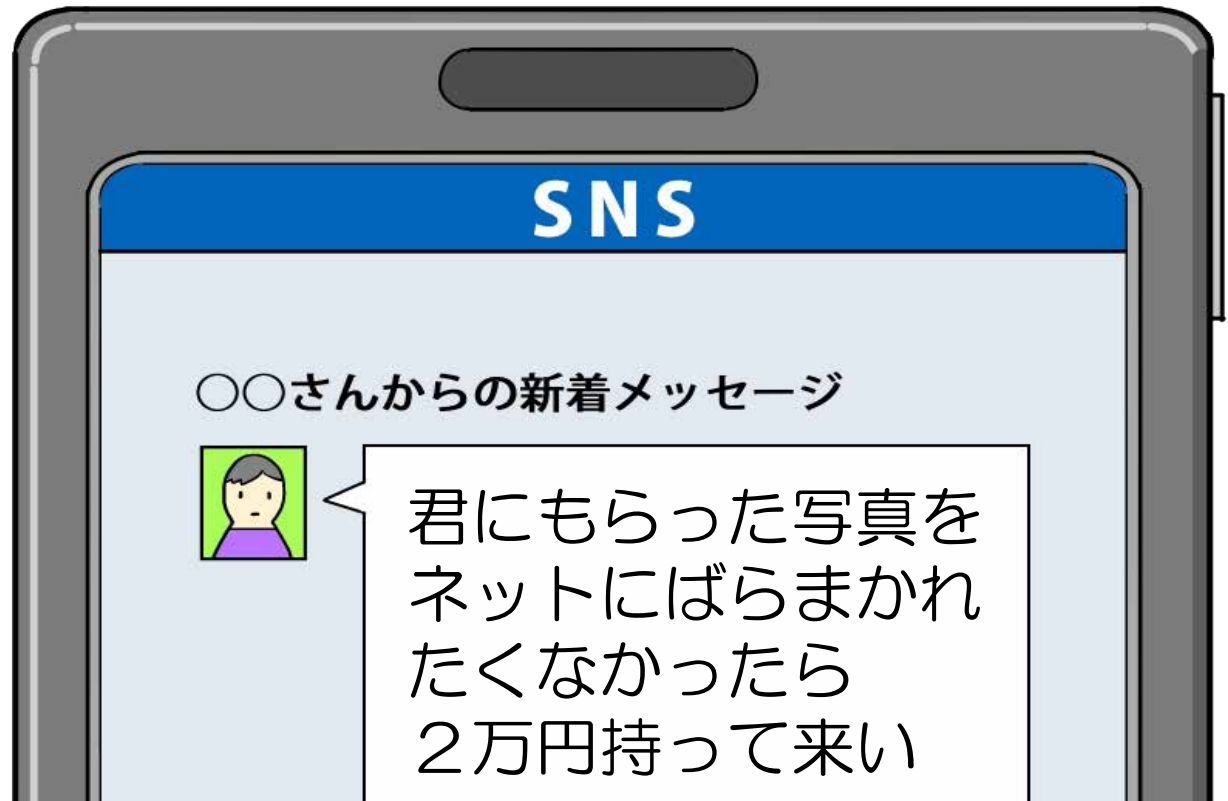 SNS
○○さんからの新着メッセージ
君にもらった写真を
ネットにばらまかれ
たくなかったら
２万円持って来い